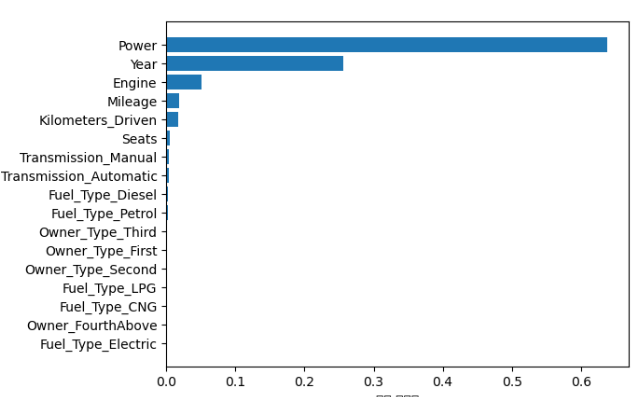 Power
Year
Engine
Mileage
Kilometers_Driven
Seats
Transmission_Manual
Transmission_Automatic
Fuel_Type_Diesel
Fuel_Type_Petrol
Owner_Type_Third
Owner_Type_First
Owner_Type_Second
Fuel_Type_LPG
Fuel_Type_CNG
Owner_FourthAbove
Fuel_Type_Electric
0.0 0.1 0.2 0.3 0.4 0.5 0.6